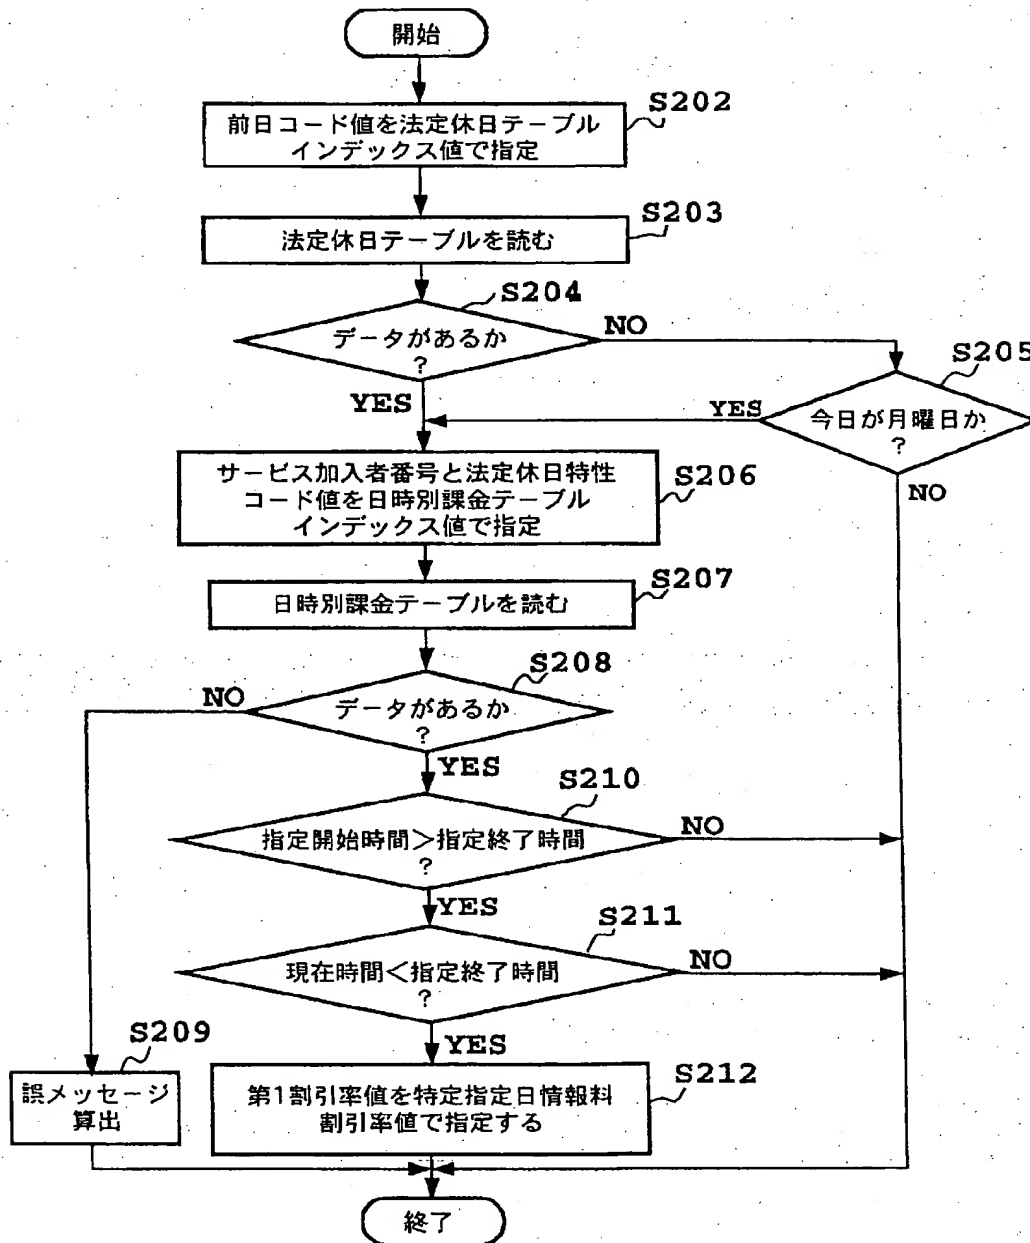 開始
S202
前日コード値を法定休日テーブル
インデックス値で指定
S203
法定休日テーブルを読む
S204
データがあるか
?
NO
YES
S205
今日が月曜日か
?
YES
NO
S206
サービス加入者番号と法定休日特性
コード値を日時別課金テーブル
インデックス値で指定
S207
日時別課金テーブルを読む
S208
データがあるか
?
NO
YES
S210
指定開始時間>指定終了時間
?
NO
YES
S211
現在時間<指定終了時間
?
NO
YES
S209
誤メッセージ
算出
S212
第1割引率値を特定指定日情報料
割引率値で指定する
終了